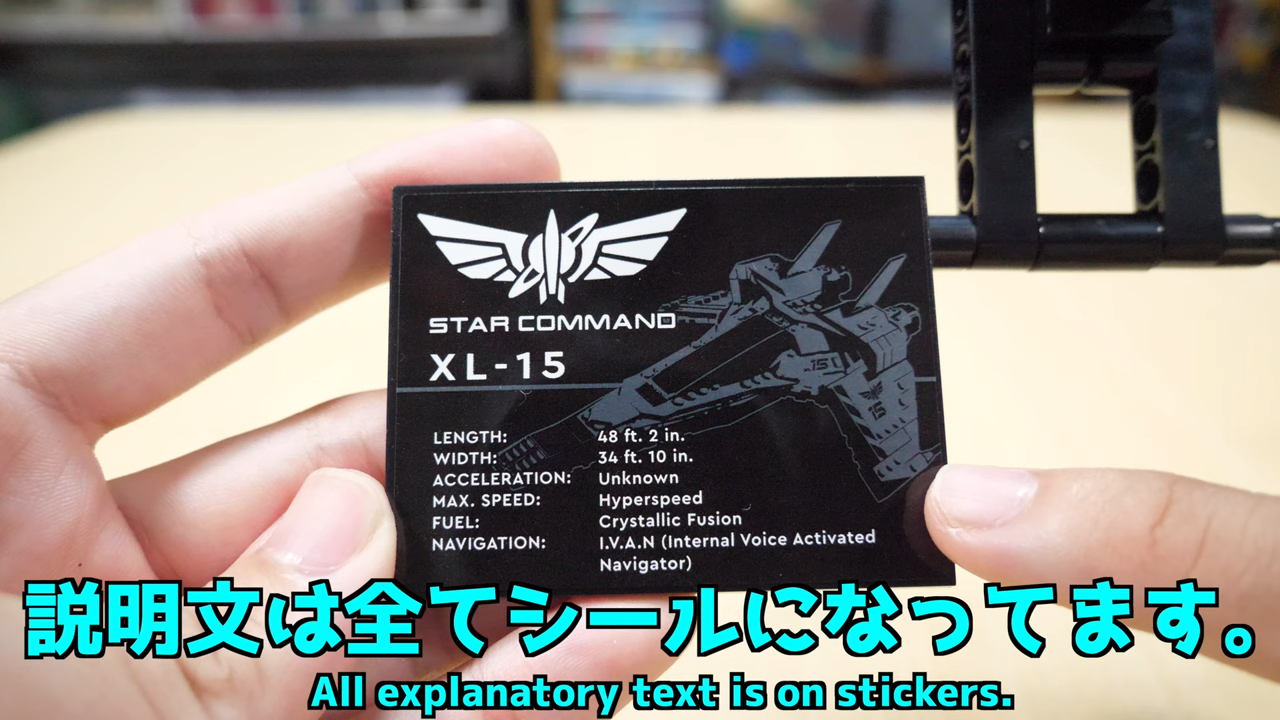 STAR COMMAND
XL-15
LENGTH: 48 ft. 2 in.
WIDTH: 34 ft. 10 in.
ACCELERATION: Unknown
MAX. SPEED: Hyperspeed
FUEL: Crystallic Fusion
NAVIGATION: I.V.A.N (Internal Voice Activated
Navigator)
15
15
説明文は全てシールになってます。
All explanatory text is on stickers.